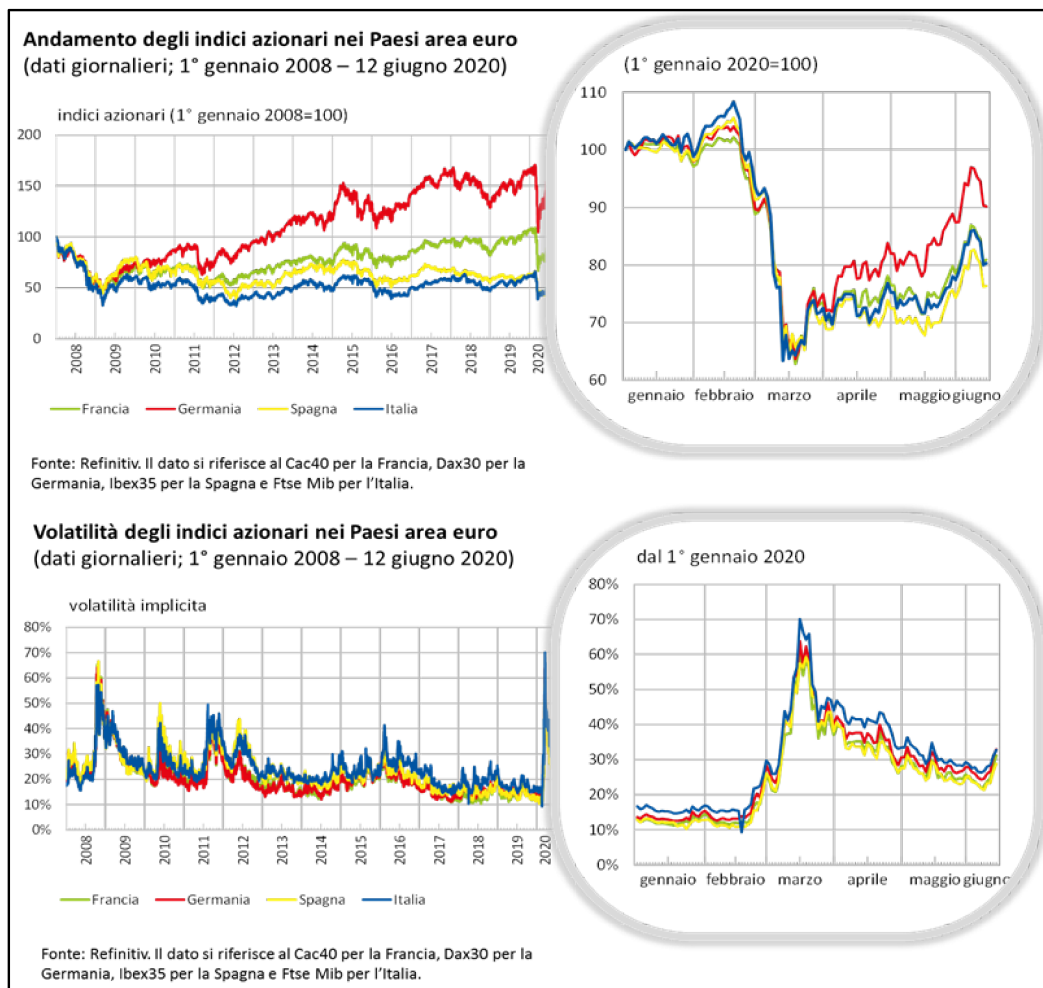 Andamento degli indici azionari nei Paesi area euro
(dati giornalieri; 1° gennaio 2008 – 12 giugno 2020)
indici azionari (1° gennaio 2008=100)
200
150
100
50
0
2008 2009 2010 2011 2012 2013 2014 2015 2016 2017 2018 2019 2020
Francia Germania Spagna Italia
(1° gennaio 2020=100)
110
100
90
80
70
60
gennaio febbraio marzo aprile maggio giugno
Fonte: Refinitiv. Il dato si riferisce al Cac40 per la Francia, Dax30 per la
Germania, Ibex35 per la Spagna e Ftse Mib per l'Italia.
Volatilità degli indici azionari nei Paesi area euro
(dati giornalieri; 1° gennaio 2008 – 12 giugno 2020)
volatilità implicita
80%
70%
60%
50%
40%
30%
20%
10%
0%
2008 2009 2010 2011 2012 2013 2014 2015 2016 2017 2018 2019 2020
Francia Germania Spagna Italia
dal 1° gennaio 2020
80%
70%
60%
50%
40%
30%
20%
10%
0%
gennaio febbraio marzo aprile maggio giugno
Fonte: Refinitiv. Il dato si riferisce al Cac40 per la Francia, Dax30 per la
Germania, Ibex35 per la Spagna e Ftse Mib per l'Italia.